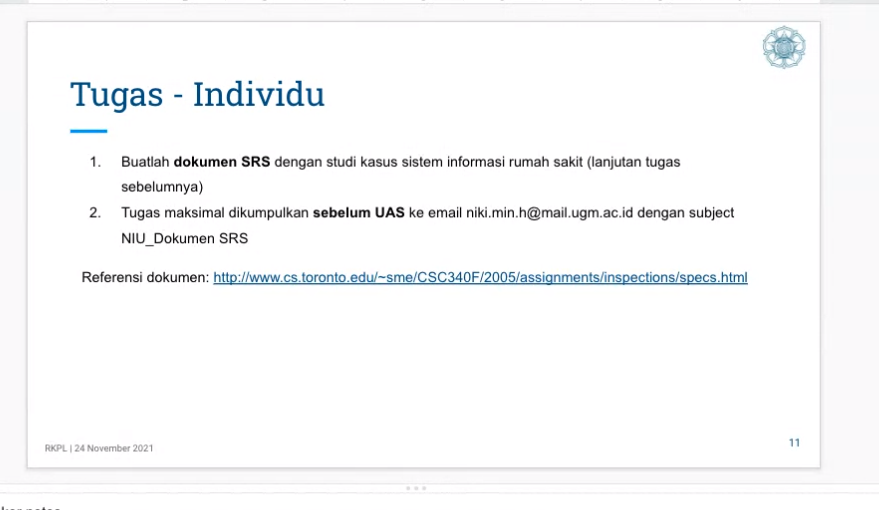 Tugas - Individu
1. Buatlah dokumen SRS dengan studi kasus sistem informasi rumah sakit (lanjutan tugas
sebelumnya)
2. Tugas maksimal dikumpulkan sebelum UAS ke email niki.min.h@mail.ugm.ac.id dengan subject
NIU_Dokumen SRS
Referensi dokumen: http://www.cs.toronto.edu/~sme/CSC340F/2005/assignments/inspections/specs.html
RKPL | 24 November 2021
11